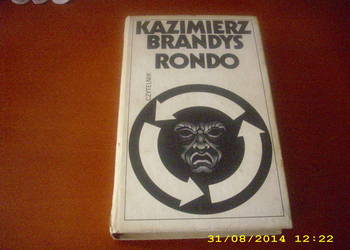 KAZIMIERZ
BRANDYS
RONDO
CZYTELNIK
31/08/2014 12:22